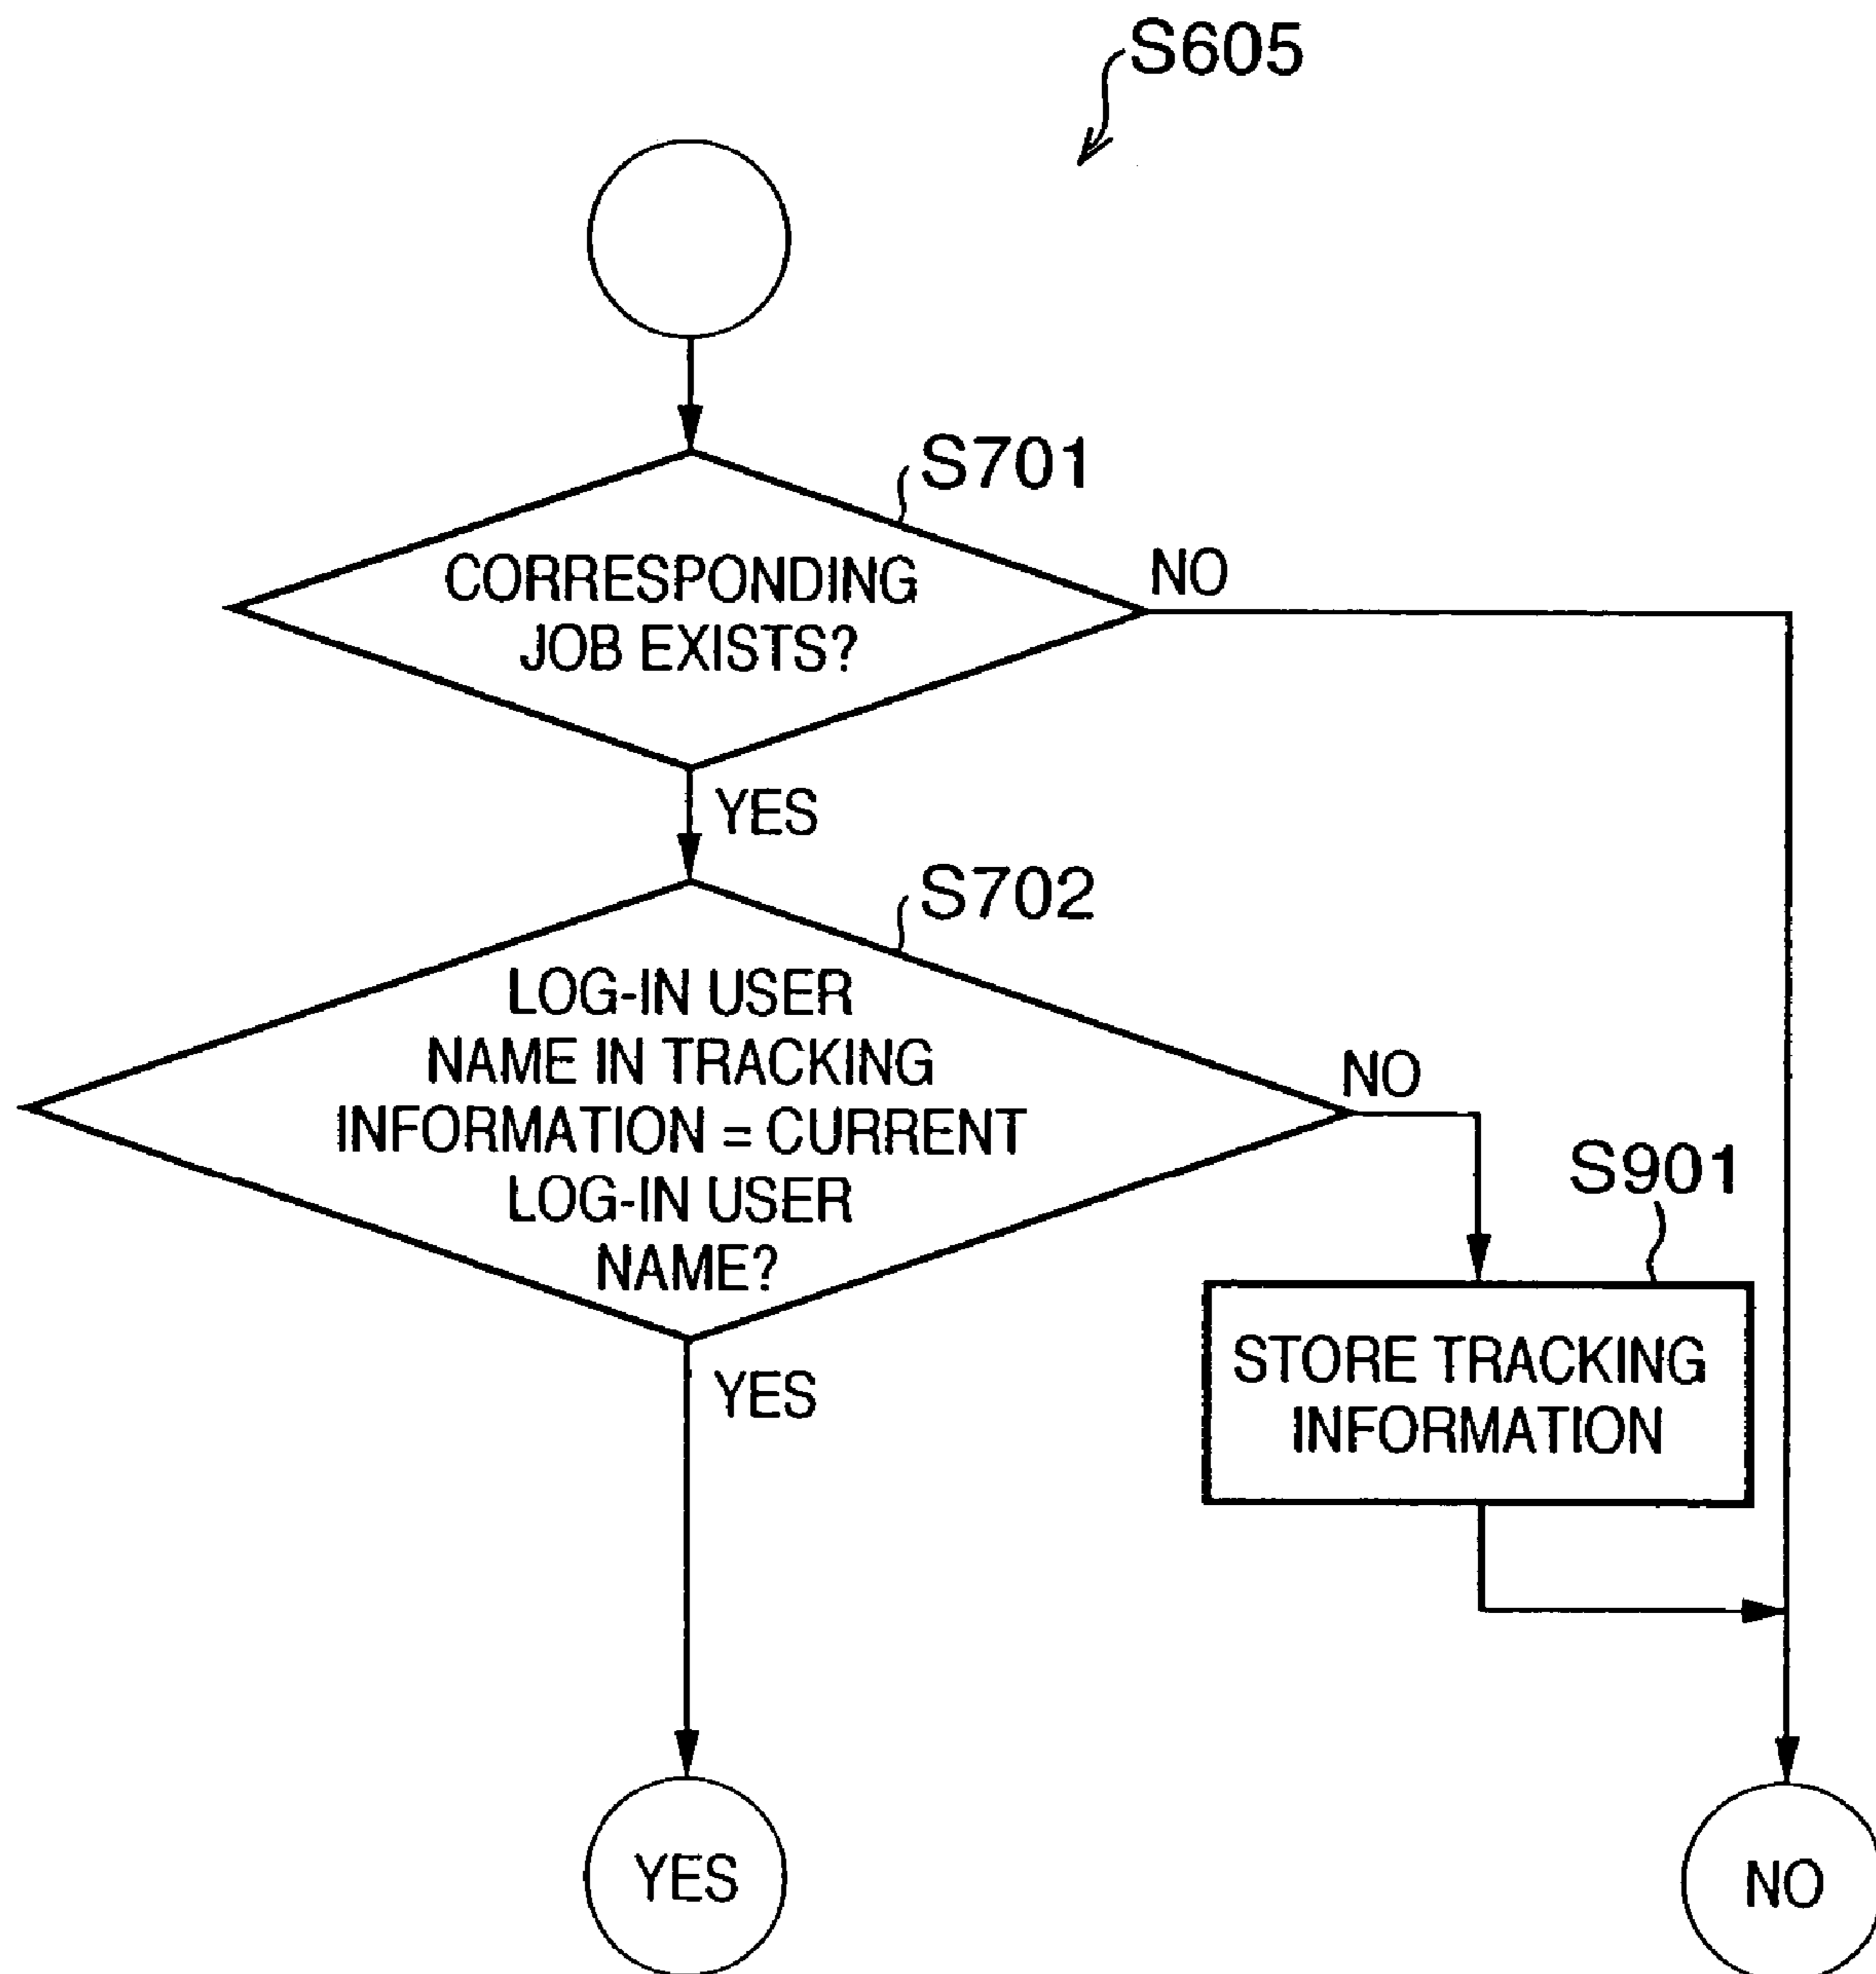 S605
S701
CORRESPONDING
JOB EXISTS?
NO
YES
S702
LOG-IN USER
NAME IN TRACKING
INFORMATION = CURRENT
LOG-IN USER
NAME?
NO
S901
STORE TRACKING
INFORMATION
YES
YES
NO